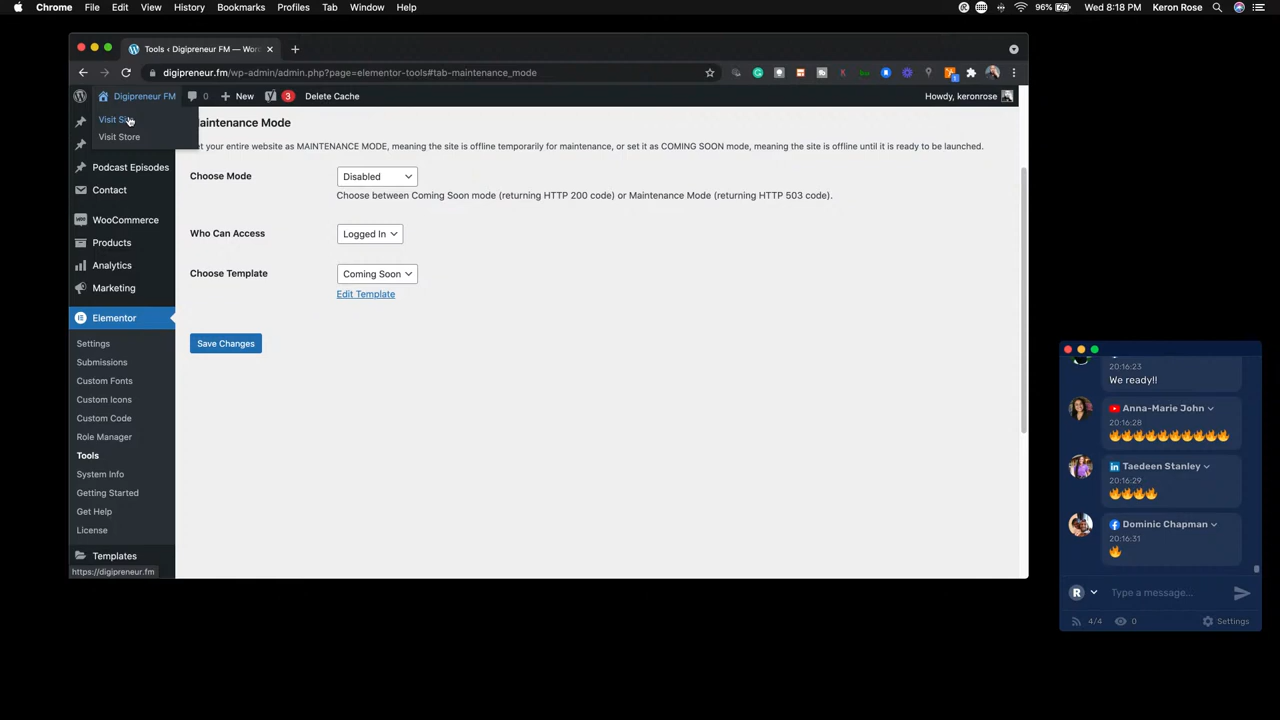 Chrome File Edit View History Bookmarks Profiles Tab Window Help
96% Wed 8:18 PM Keron Rose
Tools ‹ Digipreneur FM — Wor
digipreneur.fm/wp-admin/admin.php?page=elementor-tools#tab-maintenance_mode
Digipreneur FM 0 New 3 Delete Cache Howdy, keronrose
Visit
Visit Store
Podcast Episodes
Contact
WooCommerce
Products
Analytics
Marketing
Elementor
Settings
Submissions
Custom Fonts
Custom Icons
Custom Code
Role Manager
Tools
System Info
Getting Started
Get Help
License
Templates
https://digipreneur.fm
aintenance Mode
your entire website as MAINTENANCE MODE, meaning the site is offline temporarily for maintenance, or set it as COMING SOON mode, meaning the site is offline until it is ready to be launched.
Choose Mode Disabled
Choose between Coming Soon mode (returning HTTP 200 code) or Maintenance Mode (returning HTTP 503 code).
Who Can Access Logged In
Choose Template Coming Soon
Edit Template
Save Changes
20:16:23
We ready!!
Anna-Marie John
20:16:28
🔥🔥🔥🔥🔥🔥🔥🔥🔥🔥
Taedeen Stanley
20:16:29
🔥🔥🔥🔥
Dominic Chapman
20:16:31
🔥
R Type a message...
4/4 0 Settings